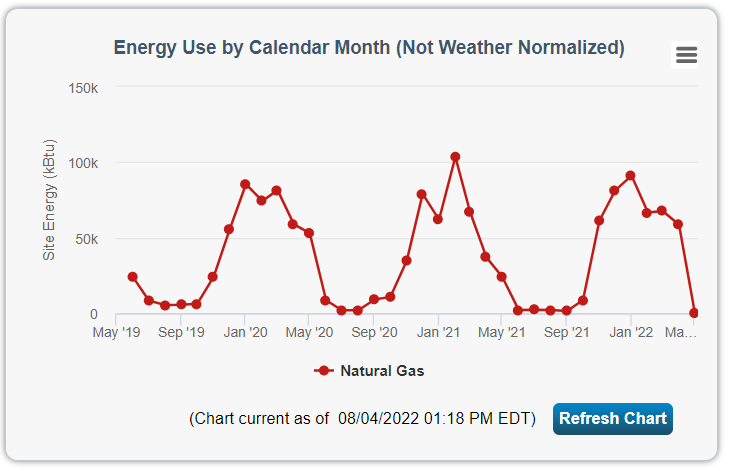 Energy Use by Calendar Month (Not Weather Normalized)
150k
100k
50k
0
Site Energy (kBtu)
May '19 Sep '19 Jan '20 May '20 Sep '20 Jan '21 May '21 Sep '21 Jan '22 Ma...
Natural Gas
(Chart current as of 08/04/2022 01:18 PM EDT) Refresh Chart